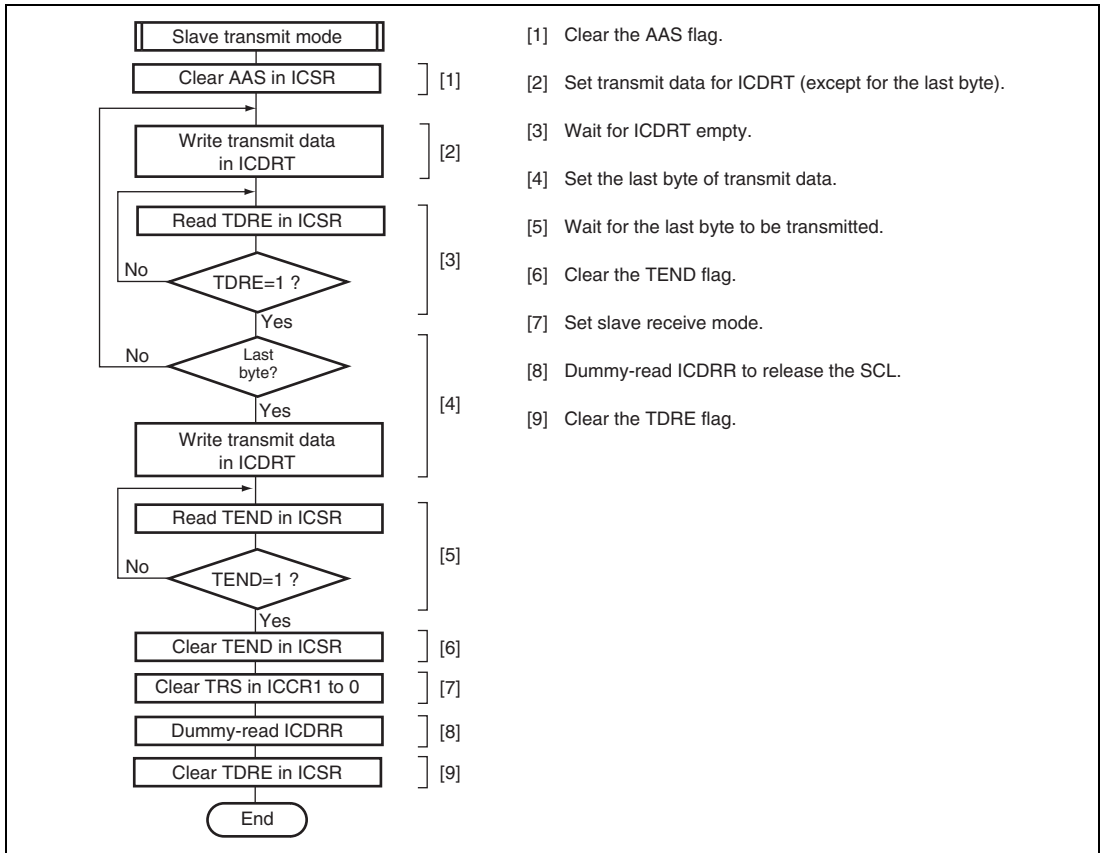 Slave transmit mode
Clear AAS in ICSR
[1]
Write transmit data
in ICDRT
[2]
Read TDRE in ICSR
[3]
No
TDRE=1 ?
Yes
No
Last
byte?
[4]
Yes
Write transmit data
in ICDRT
Read TEND in ICSR
[5]
No
TEND=1 ?
Yes
Clear TEND in ICSR
[6]
Clear TRS in ICCR1 to 0
[7]
Dummy-read ICDRR
[8]
Clear TDRE in ICSR
[9]
End
[1] Clear the AAS flag.
[2] Set transmit data for ICDRT (except for the last byte).
[3] Wait for ICDRT empty.
[4] Set the last byte of transmit data.
[5] Wait for the last byte to be transmitted.
[6] Clear the TEND flag.
[7] Set slave receive mode.
[8] Dummy-read ICDRR to release the SCL.
[9] Clear the TDRE flag.